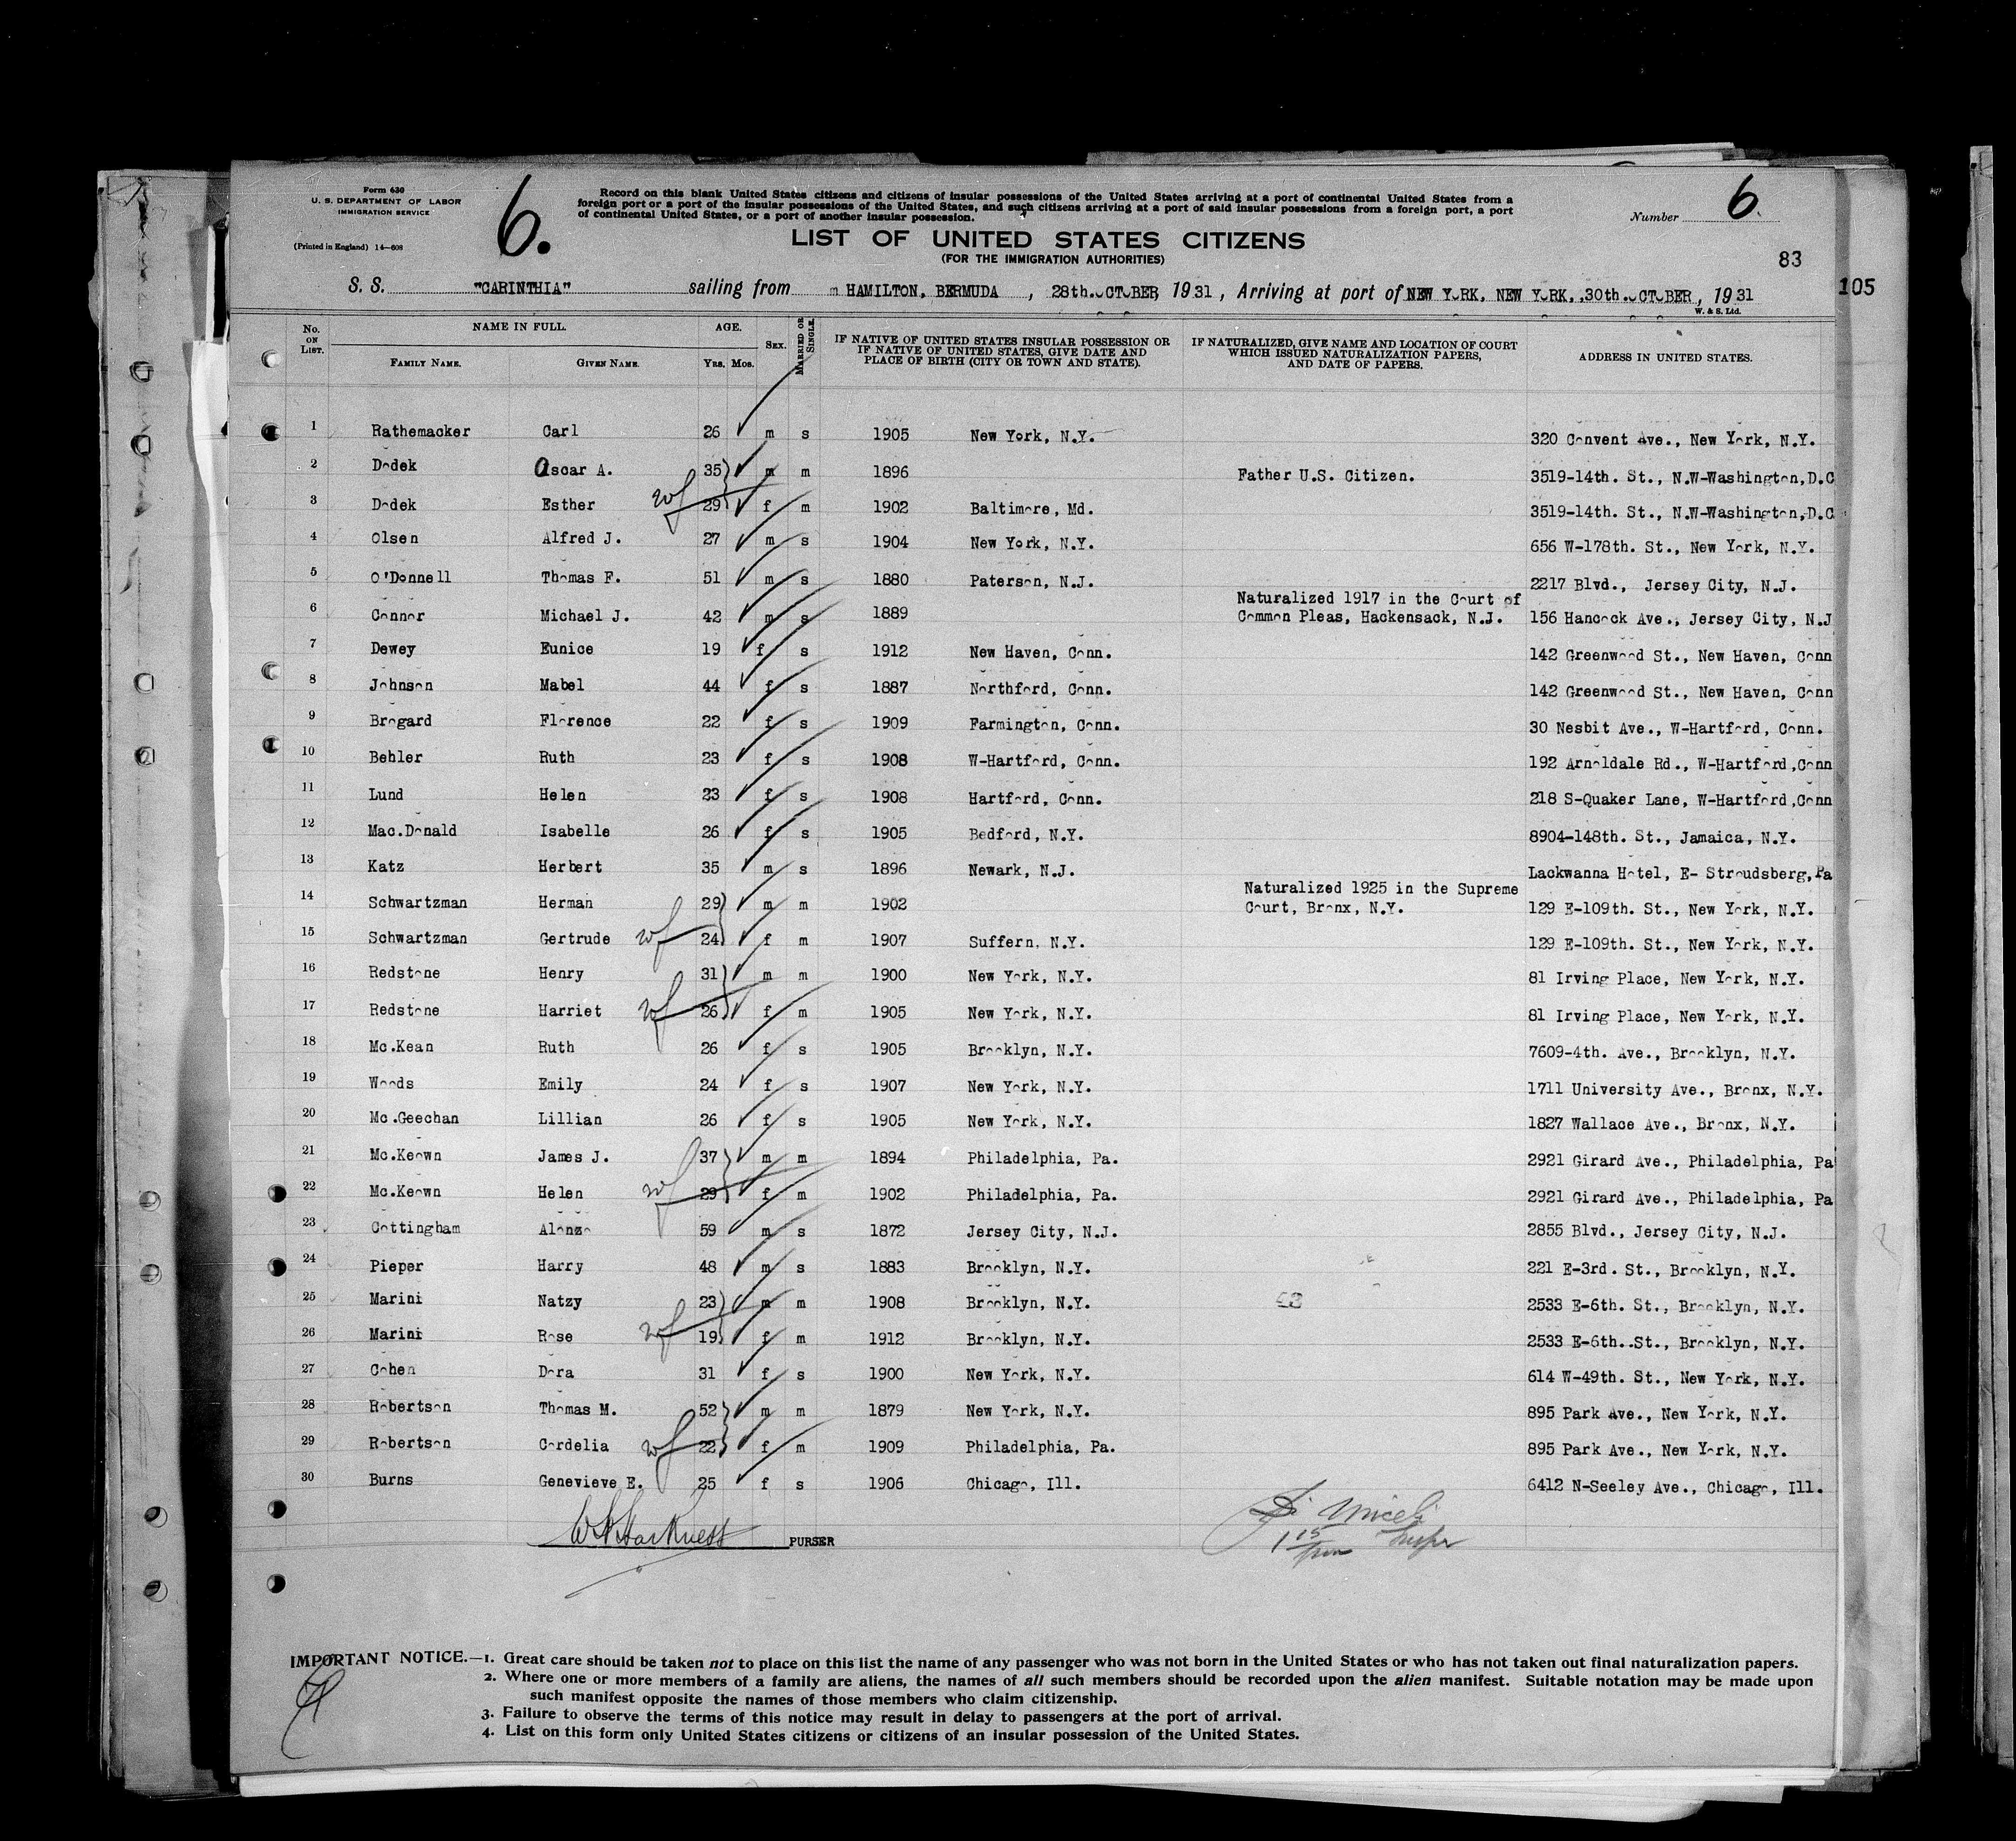 Form 630
U. S. DEPARTMENT OF LABOR
IMMIGRATION SERVICE
(Printed in England) 14—608
6.
Record on this blank United States citizens and citizens of insular possessions of the United States arriving at a port of continental United States from a
foreign port or a port of the insular possessions of the United States, and such citizens arriving at a port of said insular possessions from a foreign port, a port
of continental United States, or a port of another insular possession.
Number 6.
LIST OF UNITED STATES CITIZENS
(FOR THE IMMIGRATION AUTHORITIES)
83
105
S. S. "CARINTHIA" sailing from HAMILTON, BERMUDA, 28th. OCTOBER, 1931, Arriving at port of NEW YORK, NEW YORK, 30th. OCTOBER, 1931
W. & S. Ltd.
No. ON LIST. NAME IN FULL. AGE. SEX. MARRIED OR SINGLE. IF NATIVE OF UNITED STATES INSULAR POSSESSION OR IF NATIVE OF UNITED STATES, GIVE DATE AND PLACE OF BIRTH (CITY OR TOWN AND STATE). IF NATURALIZED, GIVE NAME AND LOCATION OF COURT WHICH ISSUED NATURALIZATION PAPERS, AND DATE OF PAPERS. ADDRESS IN UNITED STATES.
FAMILY NAME. GIVEN NAME. YRS. MOS.
1 Rathemacker Carl 26 m s 1905 New York, N.Y. 320 Convent Ave., New York, N.Y.
2 Dodek Oscar A. 35 m m 1896 Father U.S. Citizen. 3519-14th. St., N.W-Washington, D.C
3 Dodek Esther wf 29 f m 1902 Baltimore, Md. 3519-14th. St., N.W-Washington, D.C.
4 Olsen Alfred J. 27 m s 1904 New York, N.Y. 656 W-178th. St., New York, N.Y.
5 O'Donnell Thomas F. 51 m s 1880 Paterson, N.J. 2217 Blvd., Jersey City, N.J.
6 Connor Michael J. 42 m s 1889 Naturalized 1917 in the Court of Common Pleas, Hackensack, N.J. 156 Hancock Ave., Jersey City, N.J
7 Dewey Eunice 19 f s 1912 New Haven, Conn. 142 Greenwood St., New Haven, Conn
8 Johnson Mabel 44 f s 1887 Northford, Conn. 142 Greenwood St., New Haven, Conn
9 Brogard Florence 22 f s 1909 Farmington, Conn. 30 Nesbit Ave., W-Hartford, Conn.
10 Behler Ruth 23 f s 1908 W-Hartford, Conn. 192 Arnoldale Rd., W-Hartford, Conn
11 Lund Helen 23 f s 1908 Hartford, Conn. 218 S-Quaker Lane, W-Hartford, Conn
12 Mac.Donald Isabelle 26 f s 1905 Bedford, N.Y. 8904-148th. St., Jamaica, N.Y.
13 Katz Herbert 35 m s 1896 Newark, N.J. Lackwanna Hotel, E- Stroudsberg, Pa
14 Schwartzman Herman 29 m m 1902 Naturalized 1925 in the Supreme Court, Bronx, N.Y. 129 E-109th. St., New York, N.Y.
15 Schwartzman Gertrude wf 24 f m 1907 Suffern, N.Y. 129 E-109th. St., New York, N.Y.
16 Redstone Henry 31 m m 1900 New York, N.Y. 81 Irving Place, New York, N.Y.
17 Redstone Harriet wf 26 f m 1905 New York, N.Y. 81 Irving Place, New York, N.Y.
18 Mc.Kean Ruth 26 f s 1905 Brooklyn, N.Y. 7609-4th. Ave., Brooklyn, N.Y.
19 Woods Emily 24 f s 1907 New York, N.Y. 1711 University Ave., Bronx, N.Y.
20 Mc.Geechan Lillian 26 f s 1905 New York, N.Y. 1827 Wallace Ave., Bronx, N.Y.
21 Mc.Keown James J. 37 m m 1894 Philadelphia, Pa. 2921 Girard Ave., Philadelphia, Pa
22 Mc.Keown Helen wf 29 f m 1902 Philadelphia, Pa. 2921 Girard Ave., Philadelphia, Pa
23 Cottingham Alonzo 59 m s 1872 Jersey City, N.J. 2855 Blvd., Jersey City, N.J.
24 Pieper Harry 48 m s 1883 Brooklyn, N.Y. 221 E-3rd. St., Brooklyn, N.Y.
25 Marini Natzy 23 m m 1908 Brooklyn, N.Y. 2533 E-6th. St., Brooklyn, N.Y.
26 Marini Rose wf 19 f m 1912 Brooklyn, N.Y. 2533 E-6th..St., Brooklyn, N.Y.
27 Cohen Dora 31 f s 1900 New York, N.Y. 614 W-49th. St., New York, N.Y.
28 Robertson Thomas M. 52 m m 1879 New York, N.Y. 895 Park Ave., New York, N.Y.
29 Robertson Cordelia wf 22 f m 1909 Philadelphia, Pa. 895 Park Ave., New York, N.Y.
30 Burns Genevieve E. 25 f s 1906 Chicago, Ill. 6412 N-Seeley Ave., Chicago, Ill.
PURSER
IMPORTANT NOTICE.—1. Great care should be taken not to place on this list the name of any passenger who was not born in the United States or who has not taken out final naturalization papers.
2. Where one or more members of a family are aliens, the names of all such members should be recorded upon the alien manifest. Suitable notation may be made upon
such manifest opposite the names of those members who claim citizenship.
3. Failure to observe the terms of this notice may result in delay to passengers at the port of arrival.
4. List on this form only United States citizens or citizens of an insular possession of the United States.